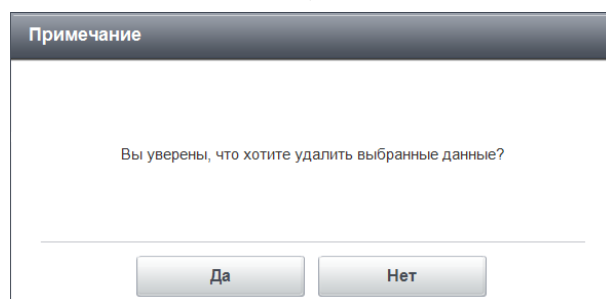 Примечание
Вы уверены, что хотите удалить выбранные данные?
Да
Нет